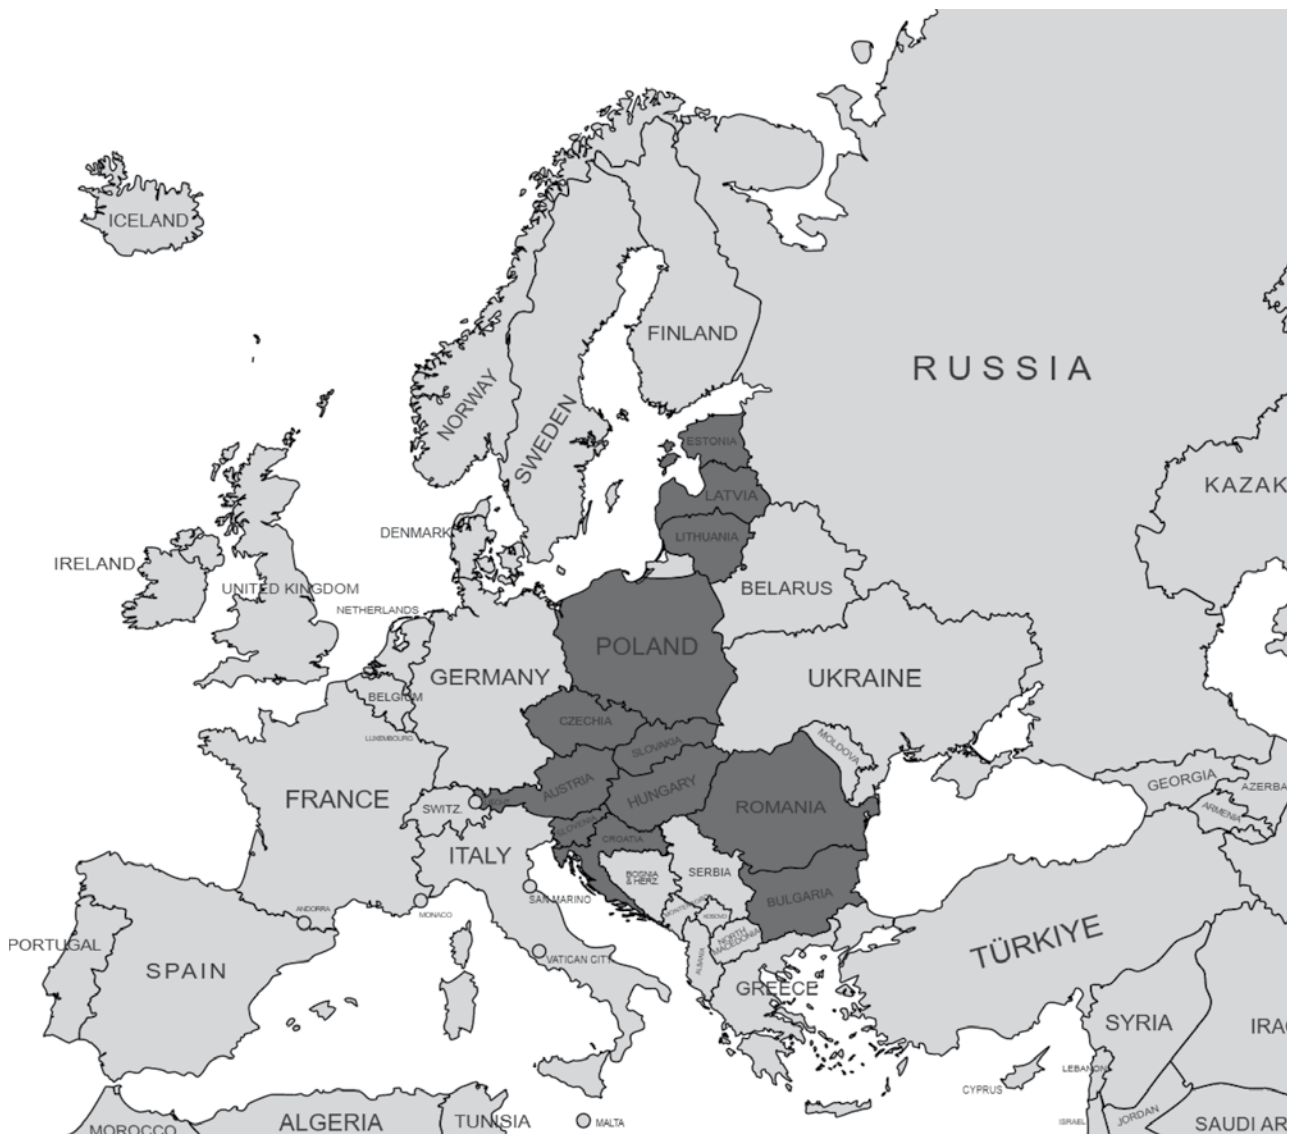 ICELAND
FINLAND
RUSSIA
NORWAY
SWEDEN
ESTONIA
KAZAK
LATVIA
DENMARK
LITHUANIA
IRELAND
UNITED KINGDOM
BELARUS
NETHERLANDS
POLAND
GERMANY
UKRAINE
BELGIUM
CZECHIA
LUXEMBOURG
SLOVAKIA
MOLDOVA
GEORGIA
AUSTRIA
HUNGARY
AZERBA
FRANCE
SWITZ.
ROMANIA
ARMENIA
SLOVENIA
CROATIA
ITALY
BOSNIA
& HERZ.
SERBIA
SAN MARINO
BULGARIA
MONTENEGRO
KOSOVO
ANDORRA
MONACO
PORTUGAL
NORTH
MACEDONIA
TÜRKİYE
SPAIN
VATICAN CITY
ALBANIA
GREECE
SYRIA
IRA
LEBANON
CYPRUS
MOROCCO
ALGERIA
TUNISIA
MALTA
ISRAEL
JORDAN
SAUDI AR